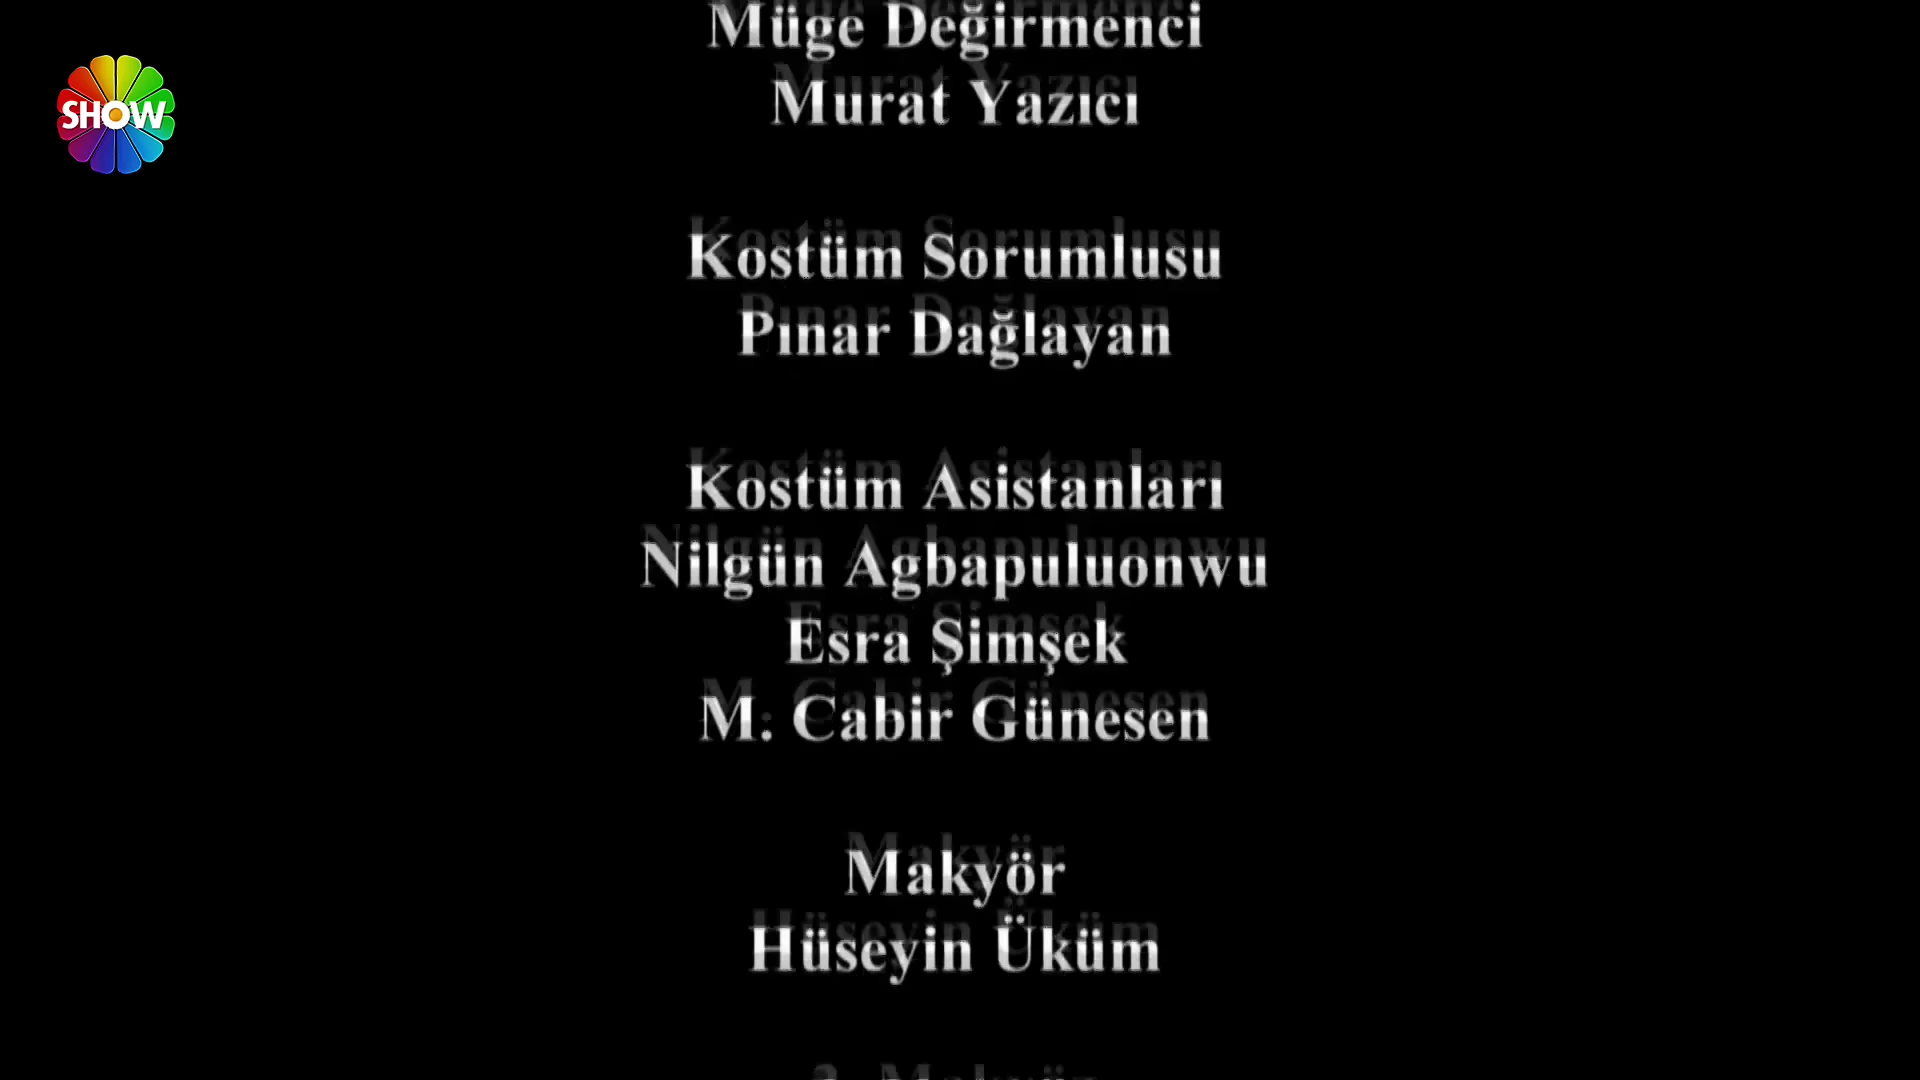 Müge Değirmenci
SHOW
Murat Yazıcı
Kostüm Sorumlusu
Pınar Dağlayan
Kostüm Asistanları
Nilgün Agbapuluonwu
Esra Şimşek
M. Cabir Günesen
Makyör
Hüseyin Üküm